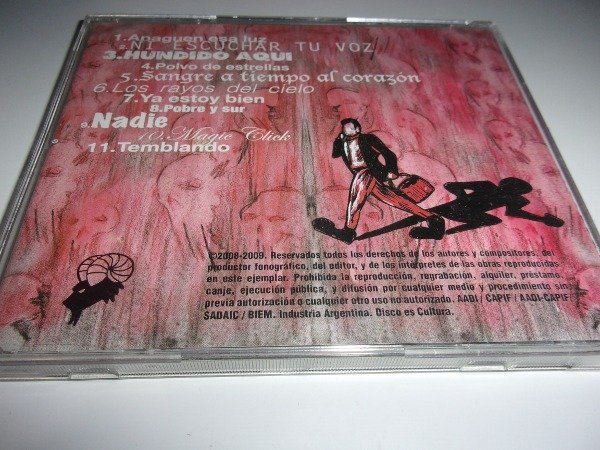 1.Apaguen esa luz
2.NI ESCUCHAR TU VOZ
3.HUNDIDO AQUI
4.Polvo de estrellas
5.Sangre a tiempo al corazón
6.Los rayos del cielo
7.Ya estoy bien
8.Pobre y sur
9.Nadie
10.Magic Click
11.Temblando
©2008-2009. Reservados todos los derechos de los autores y compositores, del
productor fonográfico, del editor, y de los intérpretes de las obras reproducidas
en este ejemplar. Prohibida la reproducción, regrabación, alquiler, préstamo,
canje, ejecución pública, y difusión por cualquier medio y procedimiento sin
previa autorización o cualquier otro uso no autorizado. AADI / CAPIF / AADI-CAPIF
SADAIC / BIEM. Industria Argentina. Disco es Cultura.